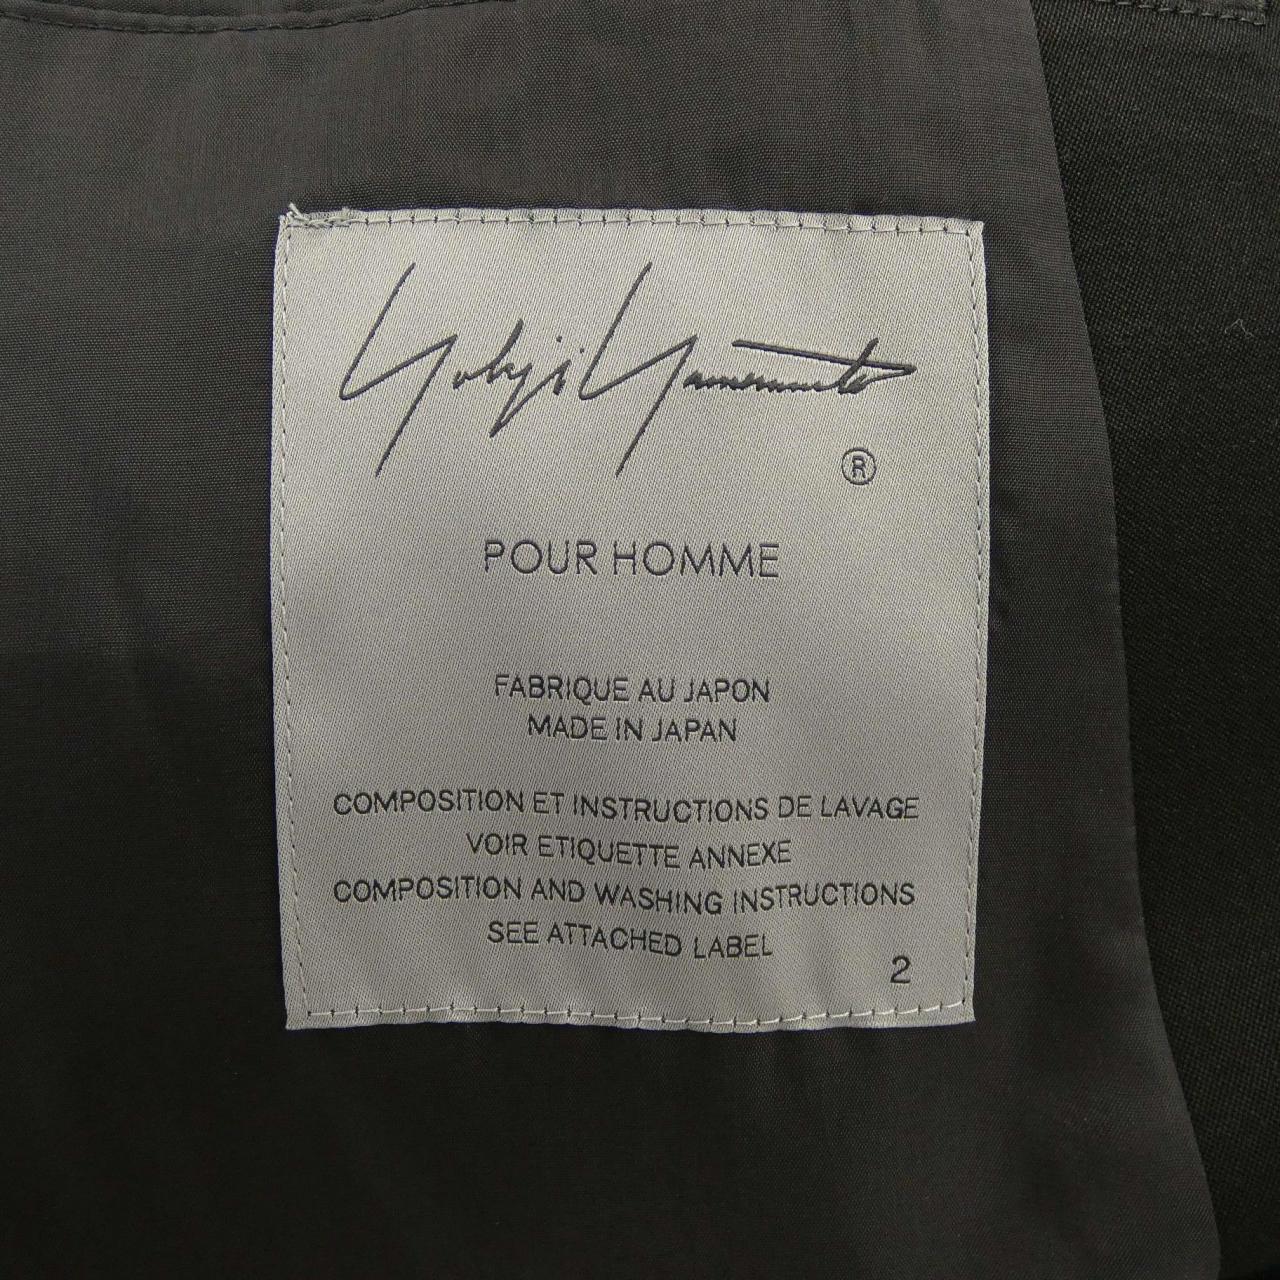 Yohji Yamamoto
®
POUR HOMME
FABRIQUE AU JAPON
MADE IN JAPAN
COMPOSITION ET INSTRUCTIONS DE LAVAGE
VOIR ETIQUETTE ANNEXE
COMPOSITION AND WASHING INSTRUCTIONS
SEE ATTACHED LABEL
2